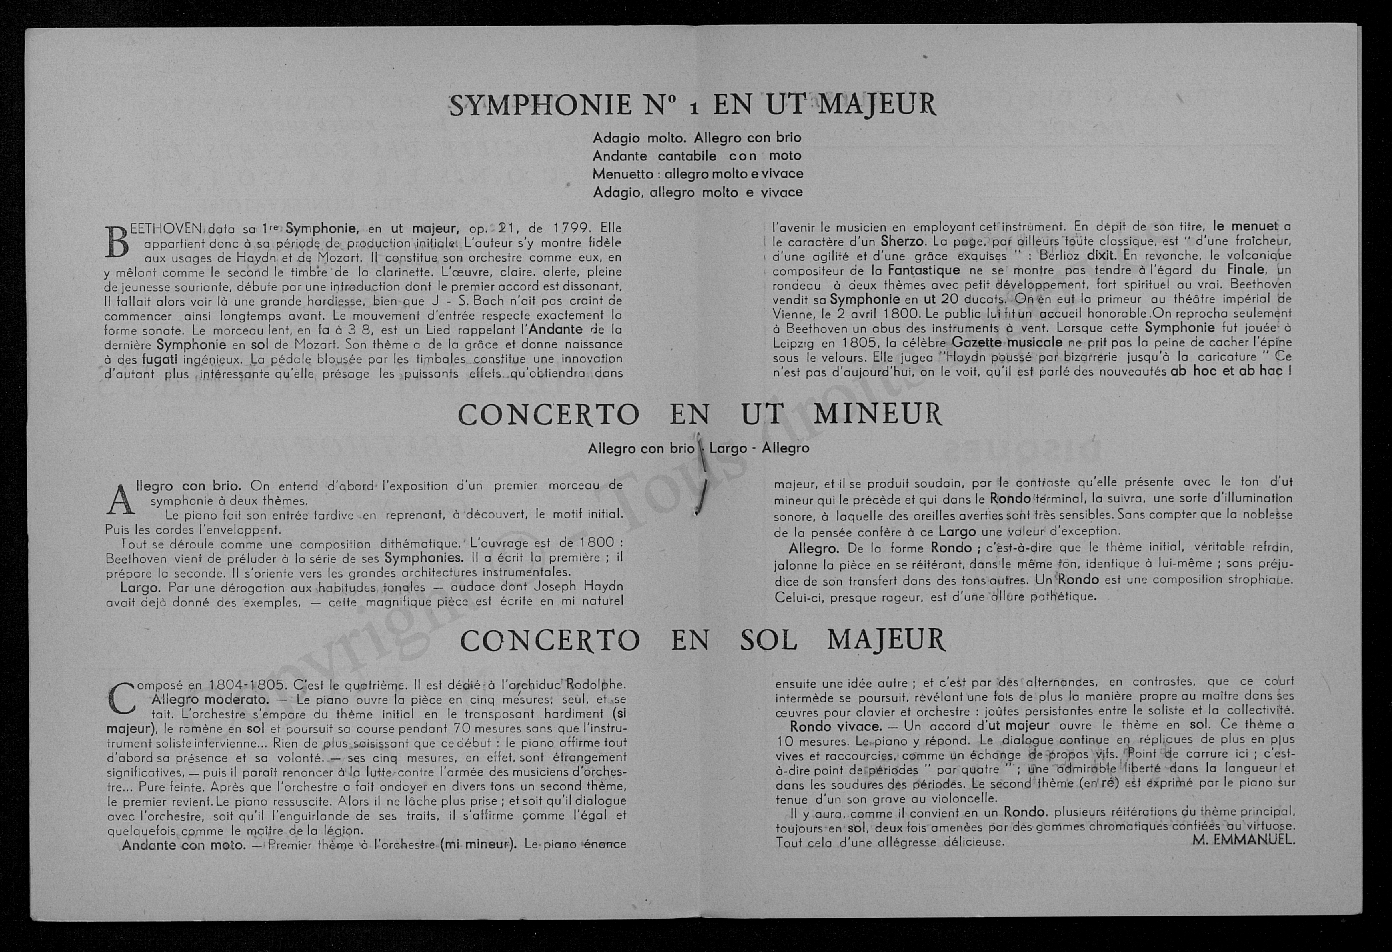 SYMPHONIE Nº 1 EN UT MAJEUR
Adagio molto. Allegro con brio
Andante cantabile con moto
Menuetto : allegro molto e vivace
Adagio, allegro molto e vivace
BEETHOVEN data sa 1re Symphonie, en ut majeur, op. 21, de 1799. Elle
appartient donc à sa période de production initiale. L'auteur s'y montre fidèle
aux usages de Haydn et de Mozart. Il constitue son orchestre comme eux, en
y mêlant comme le second le timbre de la clarinette. L'œuvre, claire, alerte, pleine
de jeunesse souriante, débute par une introduction dont le premier accord est dissonant.
Il fallait alors voir là une grande hardiesse, bien que J - S. Bach n'ait pas craint de
commencer ainsi longtemps avant. Le mouvement d'entrée respecte exactement la
forme sonate. Le morceau lent, en fa à 3 8, est un Lied rappelant l'Andante de la
dernière Symphonie en sol de Mozart. Son thème a de la grâce et donne naissance
à des fugati ingénieux. La pédale blousée par les timbales constitue une innovation
d'autant plus intéressante qu'elle présage les puissants effets qu'obtiendra dans
l'avenir le musicien en employant cet instrument. En dépit de son titre, le menuet a
le caractère d'un Sherzo. La page, par ailleurs toute classique, est " d'une fraîcheur,
d'une agilité et d'une grâce exquises " : Berlioz dixit. En revanche, le volcanique
compositeur de la Fantastique ne se montre pas tendre à l'égard du Finale, un
rondeau à deux thèmes avec petit développement, fort spirituel au vrai. Beethoven
vendit sa Symphonie en ut 20 ducats. On en eut la primeur au théâtre impérial de
Vienne, le 2 avril 1800. Le public lui fit un accueil honorable. On reprocha seulement
à Beethoven un abus des instruments à vent. Lorsque cette Symphonie fut jouée à
Leipzig en 1805, la célèbre Gazette musicale ne prit pas la peine de cacher l'épine
sous le velours. Elle jugea "Haydn poussé par bizarrerie jusqu'à la caricature " Ce
n'est pas d'aujourd'hui, on le voit, qu'il est parlé des nouveautés ab hoc et ab hac !
CONCERTO EN UT MINEUR
Allegro con brio - Largo - Allegro
Allegro con brio. On entend d'abord l'exposition d'un premier morceau de
symphonie à deux thèmes.
Le piano fait son entrée tardive en reprenant, à découvert, le motif initial.
Puis les cordes l'enveloppent.
Tout se déroule comme une composition dithématique. L'ouvrage est de 1800 :
Beethoven vient de préluder à la série de ses Symphonies. Il a écrit la première ; il
prépare la seconde. Il s'oriente vers les grandes architectures instrumentales.
Largo. Par une dérogation aux habitudes tonales — audace dont Joseph Haydn
avait déjà donné des exemples, — cette magnifique pièce est écrite en mi naturel
majeur, et il se produit soudain, par le contraste qu'elle présente avec le ton d'ut
mineur qui le précède et qui dans le Rondo terminal, la suivra, une sorte d'illumination
sonore, à laquelle des oreilles averties sont très sensibles. Sans compter que la noblesse
de la pensée confère à ce Largo une valeur d'exception.
Allegro. De la forme Rondo ; c'est-à-dire que le thème initial, véritable refrain,
jalonne la pièce en se réitérant, dans le même ton, identique à lui-même ; sans préju-
dice de son transfert dans des tons autres. Un Rondo est une composition strophique.
Celui-ci, presque rageur, est d'une allure pathétique.
CONCERTO EN SOL MAJEUR
Composé en 1804-1805. C'est le quatrième. Il est dédié à l'archiduc Rodolphe.
Allegro moderato. — Le piano ouvre la pièce en cinq mesures, seul, et se
tait. L'orchestre s'empare du thème initial en le transposant hardiment (si
majeur), le ramène en sol et poursuit sa course pendant 70 mesures sans que l'instru-
trument soliste intervienne... Rien de plus saisissant que ce début : le piano affirme tout
d'abord sa présence et sa volonté. — ses cinq mesures, en effet, sont étrangement
significatives, — puis il paraît renoncer à la lutte contre l'armée des musiciens d'orches-
tre... Pure feinte. Après que l'orchestre a fait ondoyer en divers tons un second thème,
le premier revient. Le piano ressuscite. Alors il ne lâche plus prise ; et soit qu'il dialogue
avec l'orchestre, soit qu'il l'enguirlande de ses traits, il s'affirme comme l'égal et
quelquefois comme le maître de la légion.
Andante con moto. — Premier thème à l'orchestre (mi mineur). Le piano énonce
ensuite une idée autre ; et c'est par des alternances, en contrastes, que ce court
intermède se poursuit, révélant une fois de plus la manière propre au maître dans ses
œuvres pour clavier et orchestre : joûtes persistantes entre le soliste et la collectivité.
Rondo vivace. — Un accord d'ut majeur ouvre le thème en sol. Ce thème a
10 mesures. Le piano y répond. Le dialogue continue en répliques de plus en plus
vives et raccourcies, comme un échange de propos vifs. Point de carrure ici ; c'est-
à-dire point de périodes " par quatre " ; une admirable liberté dans la longueur et
dans les soudures des périodes. Le second thème (en ré) est exprimé par le piano sur
tenue d'un son grave au violoncelle.
Il y aura, comme il convient en un Rondo, plusieurs réitérations du thème principal,
toujours en sol, deux fois amenées par des gammes chromatiques confiées au virtuose.
Tout cela d'une allégresse délicieuse. M. EMMANUEL.